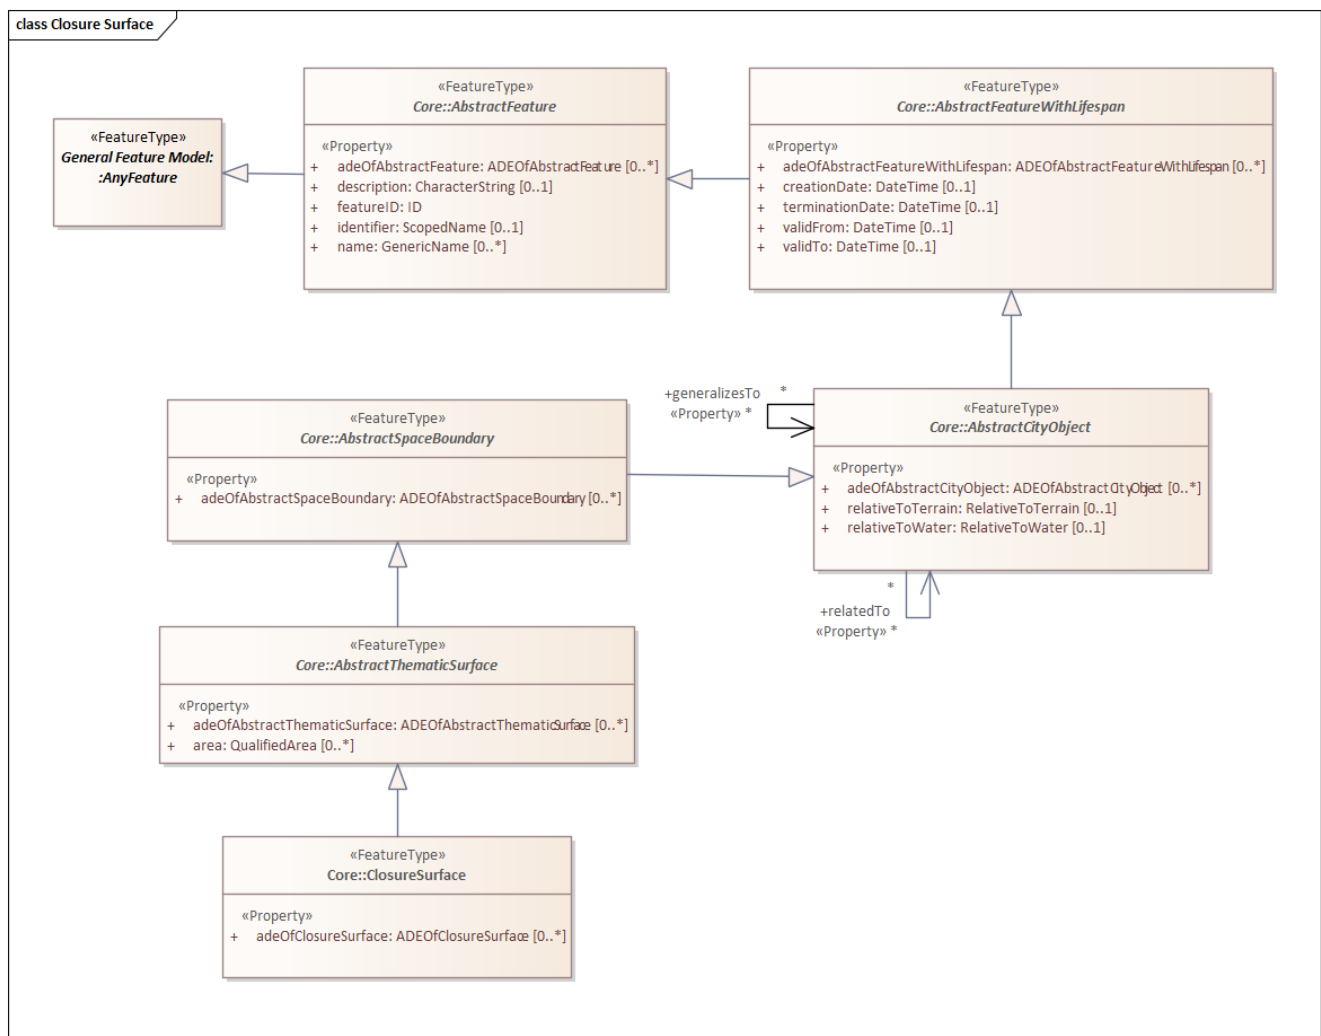 class Closure Surface
«FeatureType»
Core::AbstractFeature
«Property»
+ adeOfAbstractFeature: ADEOfAbstractFeature [0..*]
+ description: CharacterString [0..1]
+ featureID: ID
+ identifier: ScopedName [0..1]
+ name: GenericName [0..*]
«FeatureType»
Core::AbstractFeatureWithLifespan
«Property»
+ adeOfAbstractFeatureWithLifespan: ADEOfAbstractFeatureWithLifespan [0..*]
+ creationDate: DateTime [0..1]
+ terminationDate: DateTime [0..1]
+ validFrom: DateTime [0..1]
+ validTo: DateTime [0..1]
«FeatureType»
General Feature Model:
:AnyFeature
+generalizesTo *
«Property» *
«FeatureType»
Core::AbstractCityObject
«Property»
+ adeOfAbstractCityObject: ADEOfAbstractCityObject [0..*]
+ relativeToTerrain: RelativeToTerrain [0..1]
+ relativeToWater: RelativeToWater [0..1]
*
+relatedTo
«Property» *
«FeatureType»
Core::AbstractSpaceBoundary
«Property»
+ adeOfAbstractSpaceBoundary: ADEOfAbstractSpaceBoundary [0..*]
«FeatureType»
Core::AbstractThematicSurface
«Property»
+ adeOfAbstractThematicSurface: ADEOfAbstractThematicSurface [0..*]
+ area: QualifiedArea [0..*]
«FeatureType»
Core::ClosureSurface
«Property»
+ adeOfClosureSurface: ADEOfClosureSurface [0..*]